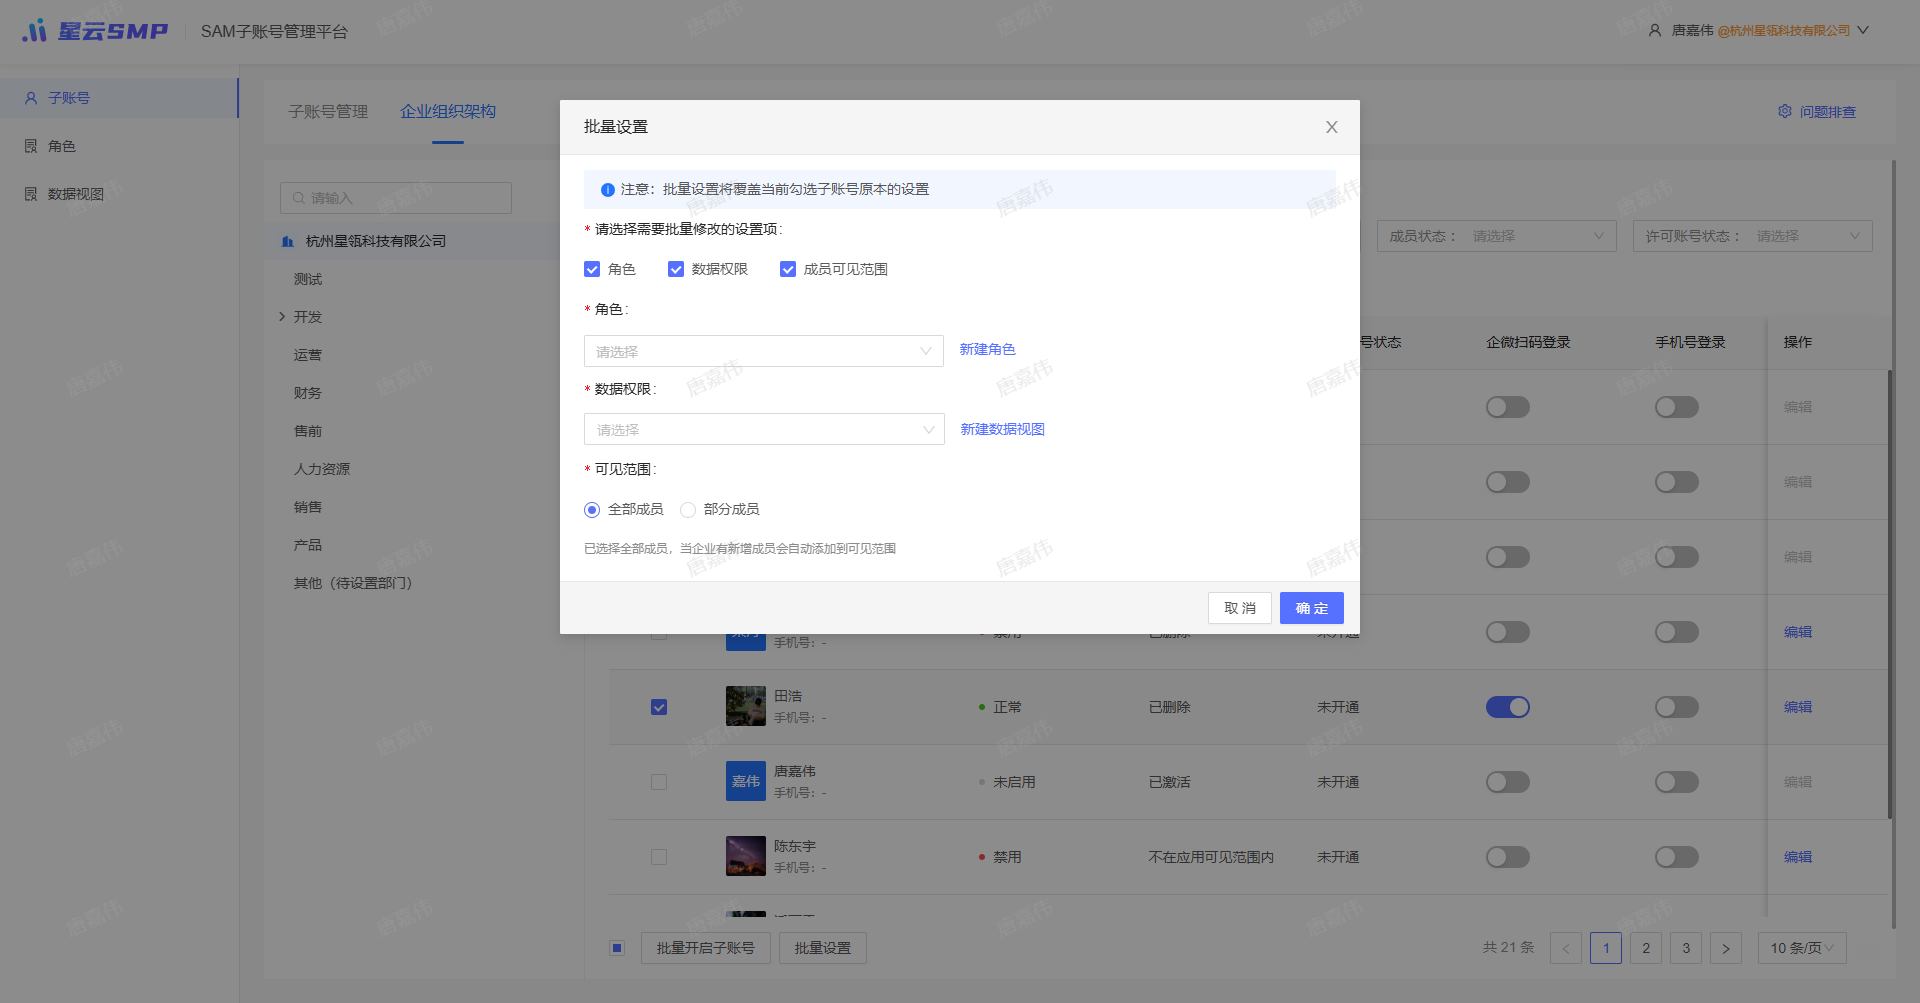 星云SMP
SAM子账号管理平台
唐嘉伟 @杭州星瓴科技有限公司
子账号
角色
数据视图
子账号管理
企业组织架构
问题排查
请输入
杭州星瓴科技有限公司
测试
开发
运营
财务
售前
人力资源
销售
产品
其他（待设置部门）
成员状态： 请选择
许可账号状态： 请选择
批量设置
注意：批量设置将覆盖当前勾选子账号原本的设置
* 请选择需要批量修改的设置项:
角色
数据权限
成员可见范围
* 角色:
请选择
新建角色
* 数据权限:
请选择
新建数据视图
* 可见范围:
全部成员
部分成员
已选择全部成员，当企业有新增成员会自动添加到可见范围
取 消
确 定
号状态
企微扫码登录
手机号登录
操作
编辑
编辑
编辑
手机号：-
禁用
已删除
未开通
编辑
田浩
手机号：-
正常
已删除
未开通
编辑
嘉伟
唐嘉伟
手机号：-
未启用
已激活
未开通
编辑
陈东宇
手机号：-
禁用
不在应用可见范围内
未开通
编辑
批量开启子账号
批量设置
共 21 条
<
1
2
3
>
10 条/页
唐嘉伟